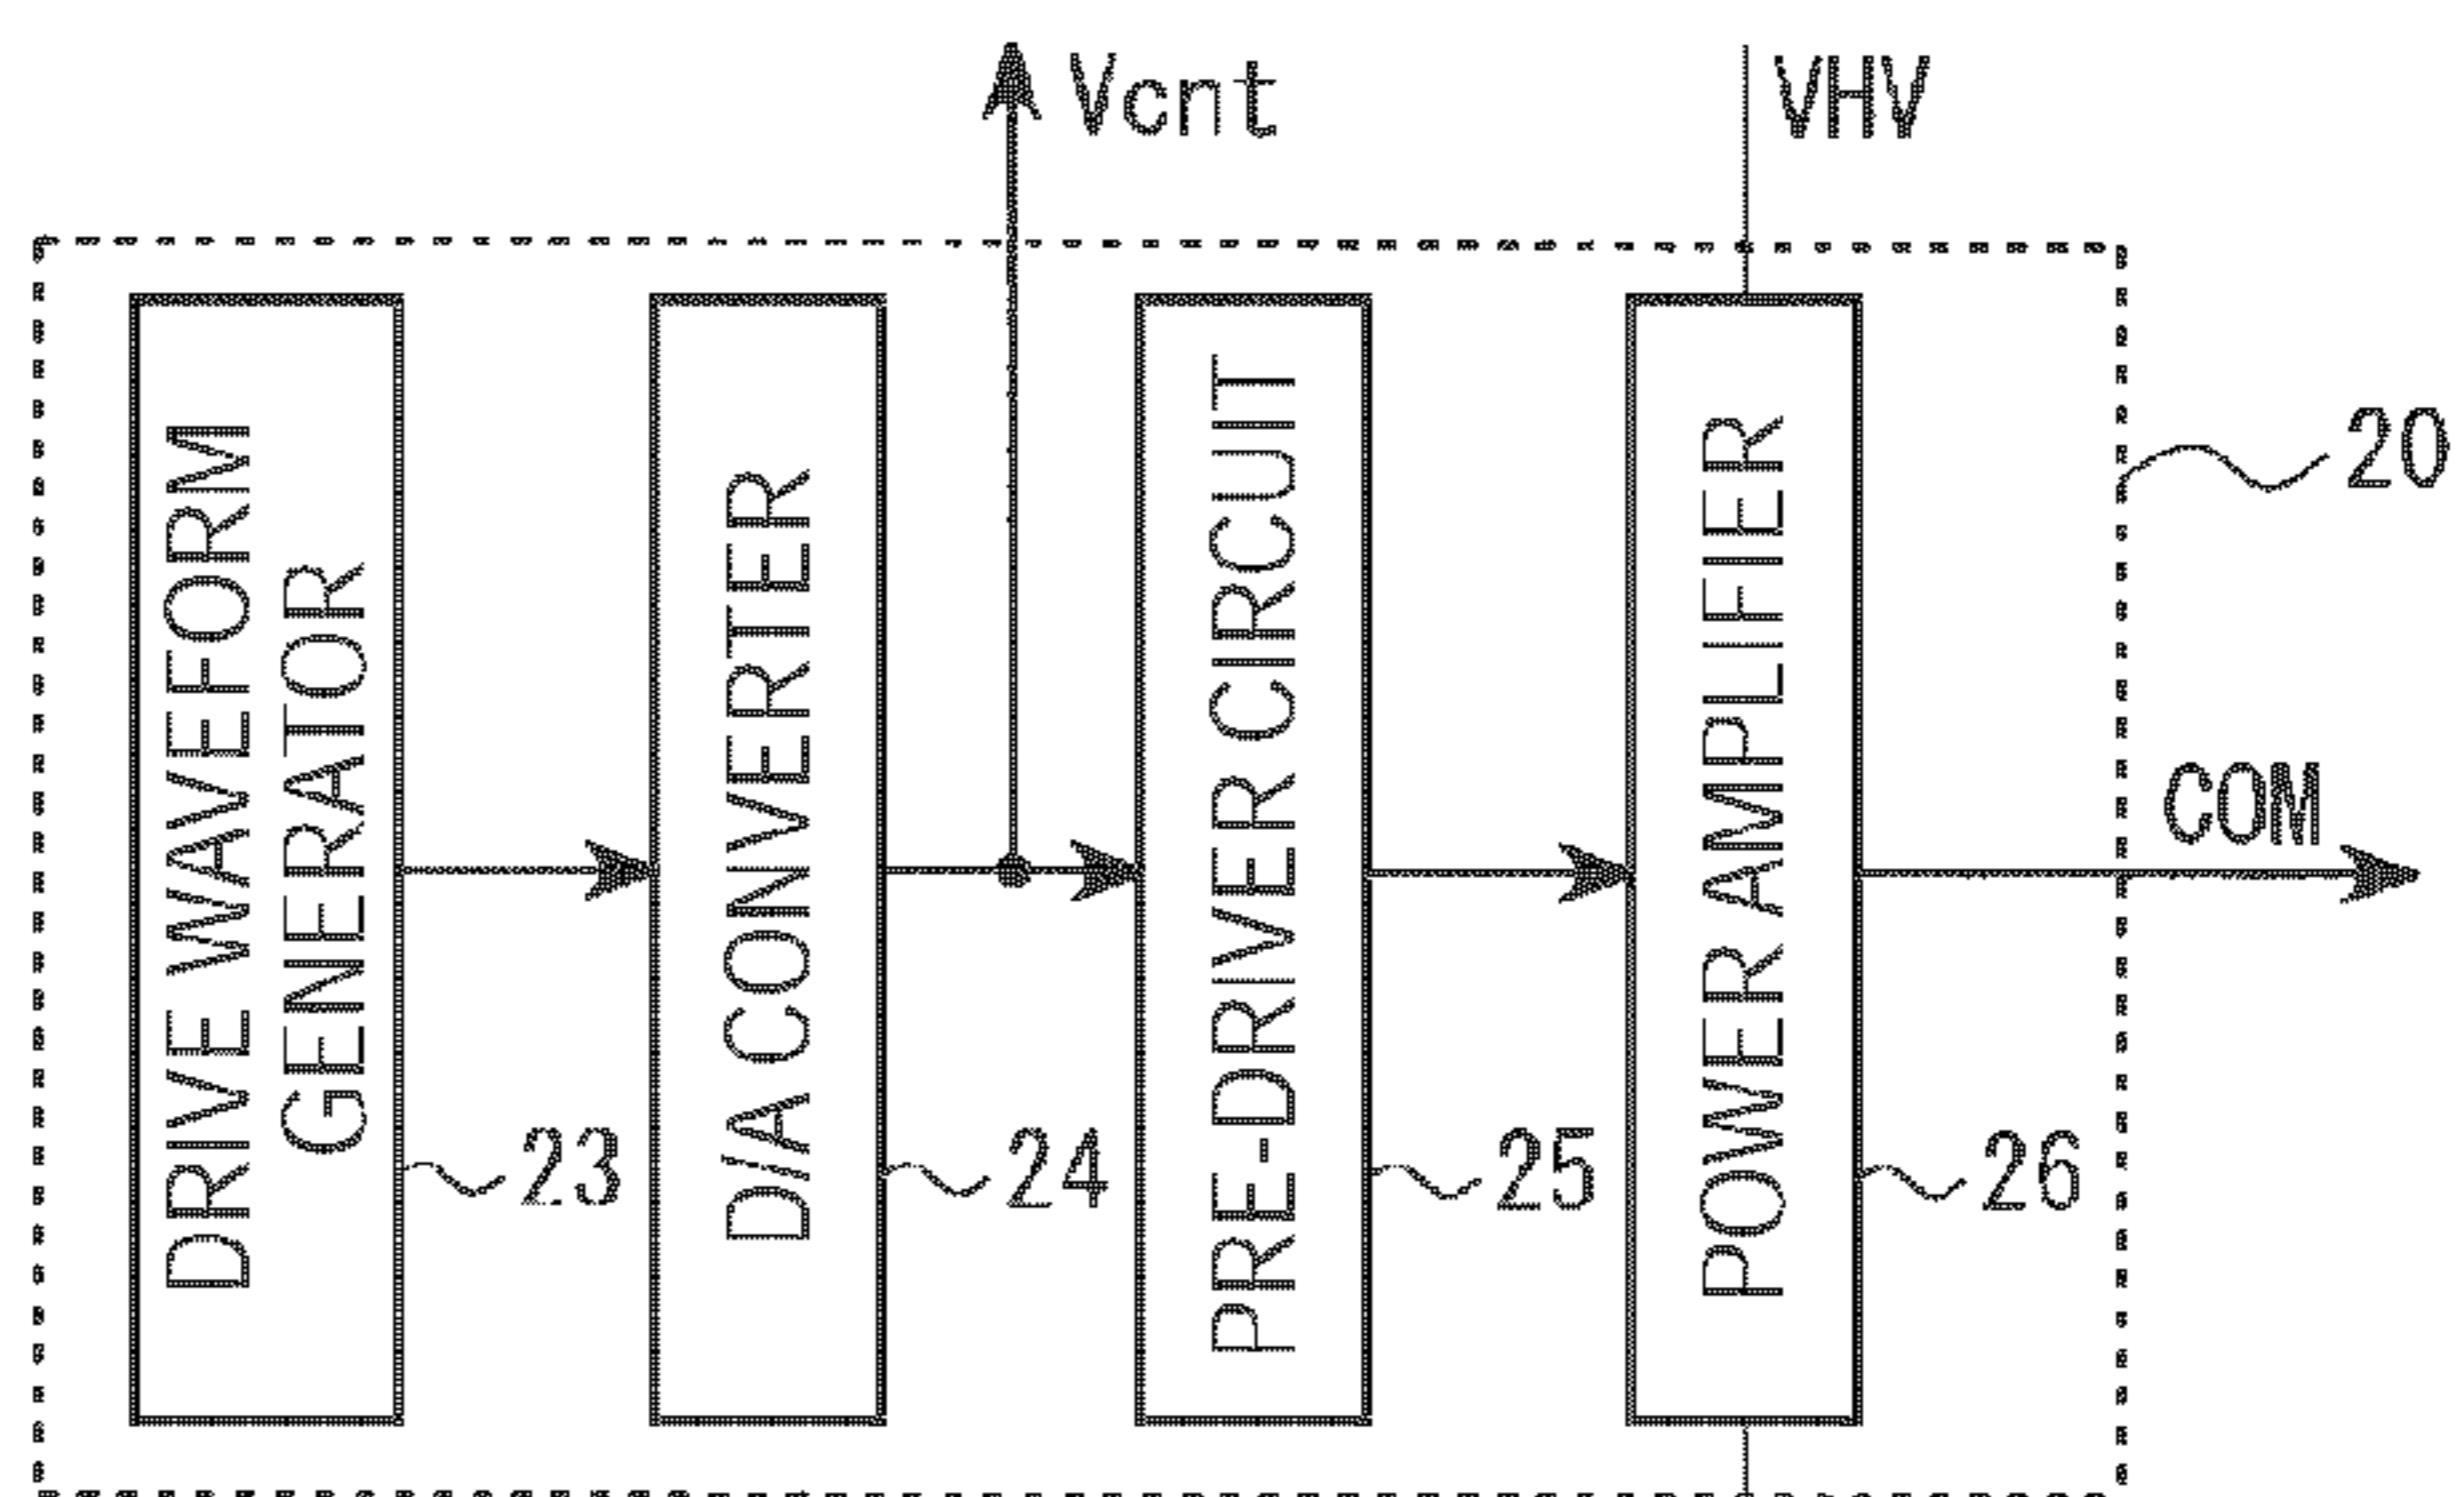 Vcnt
VHV
DRIVE WAVEFORM
GENERATOR
D/A CONVERTER
PRE-DRIVER CIRCUIT
POWER AMPLIFIER
20
COM
23
24
25
26